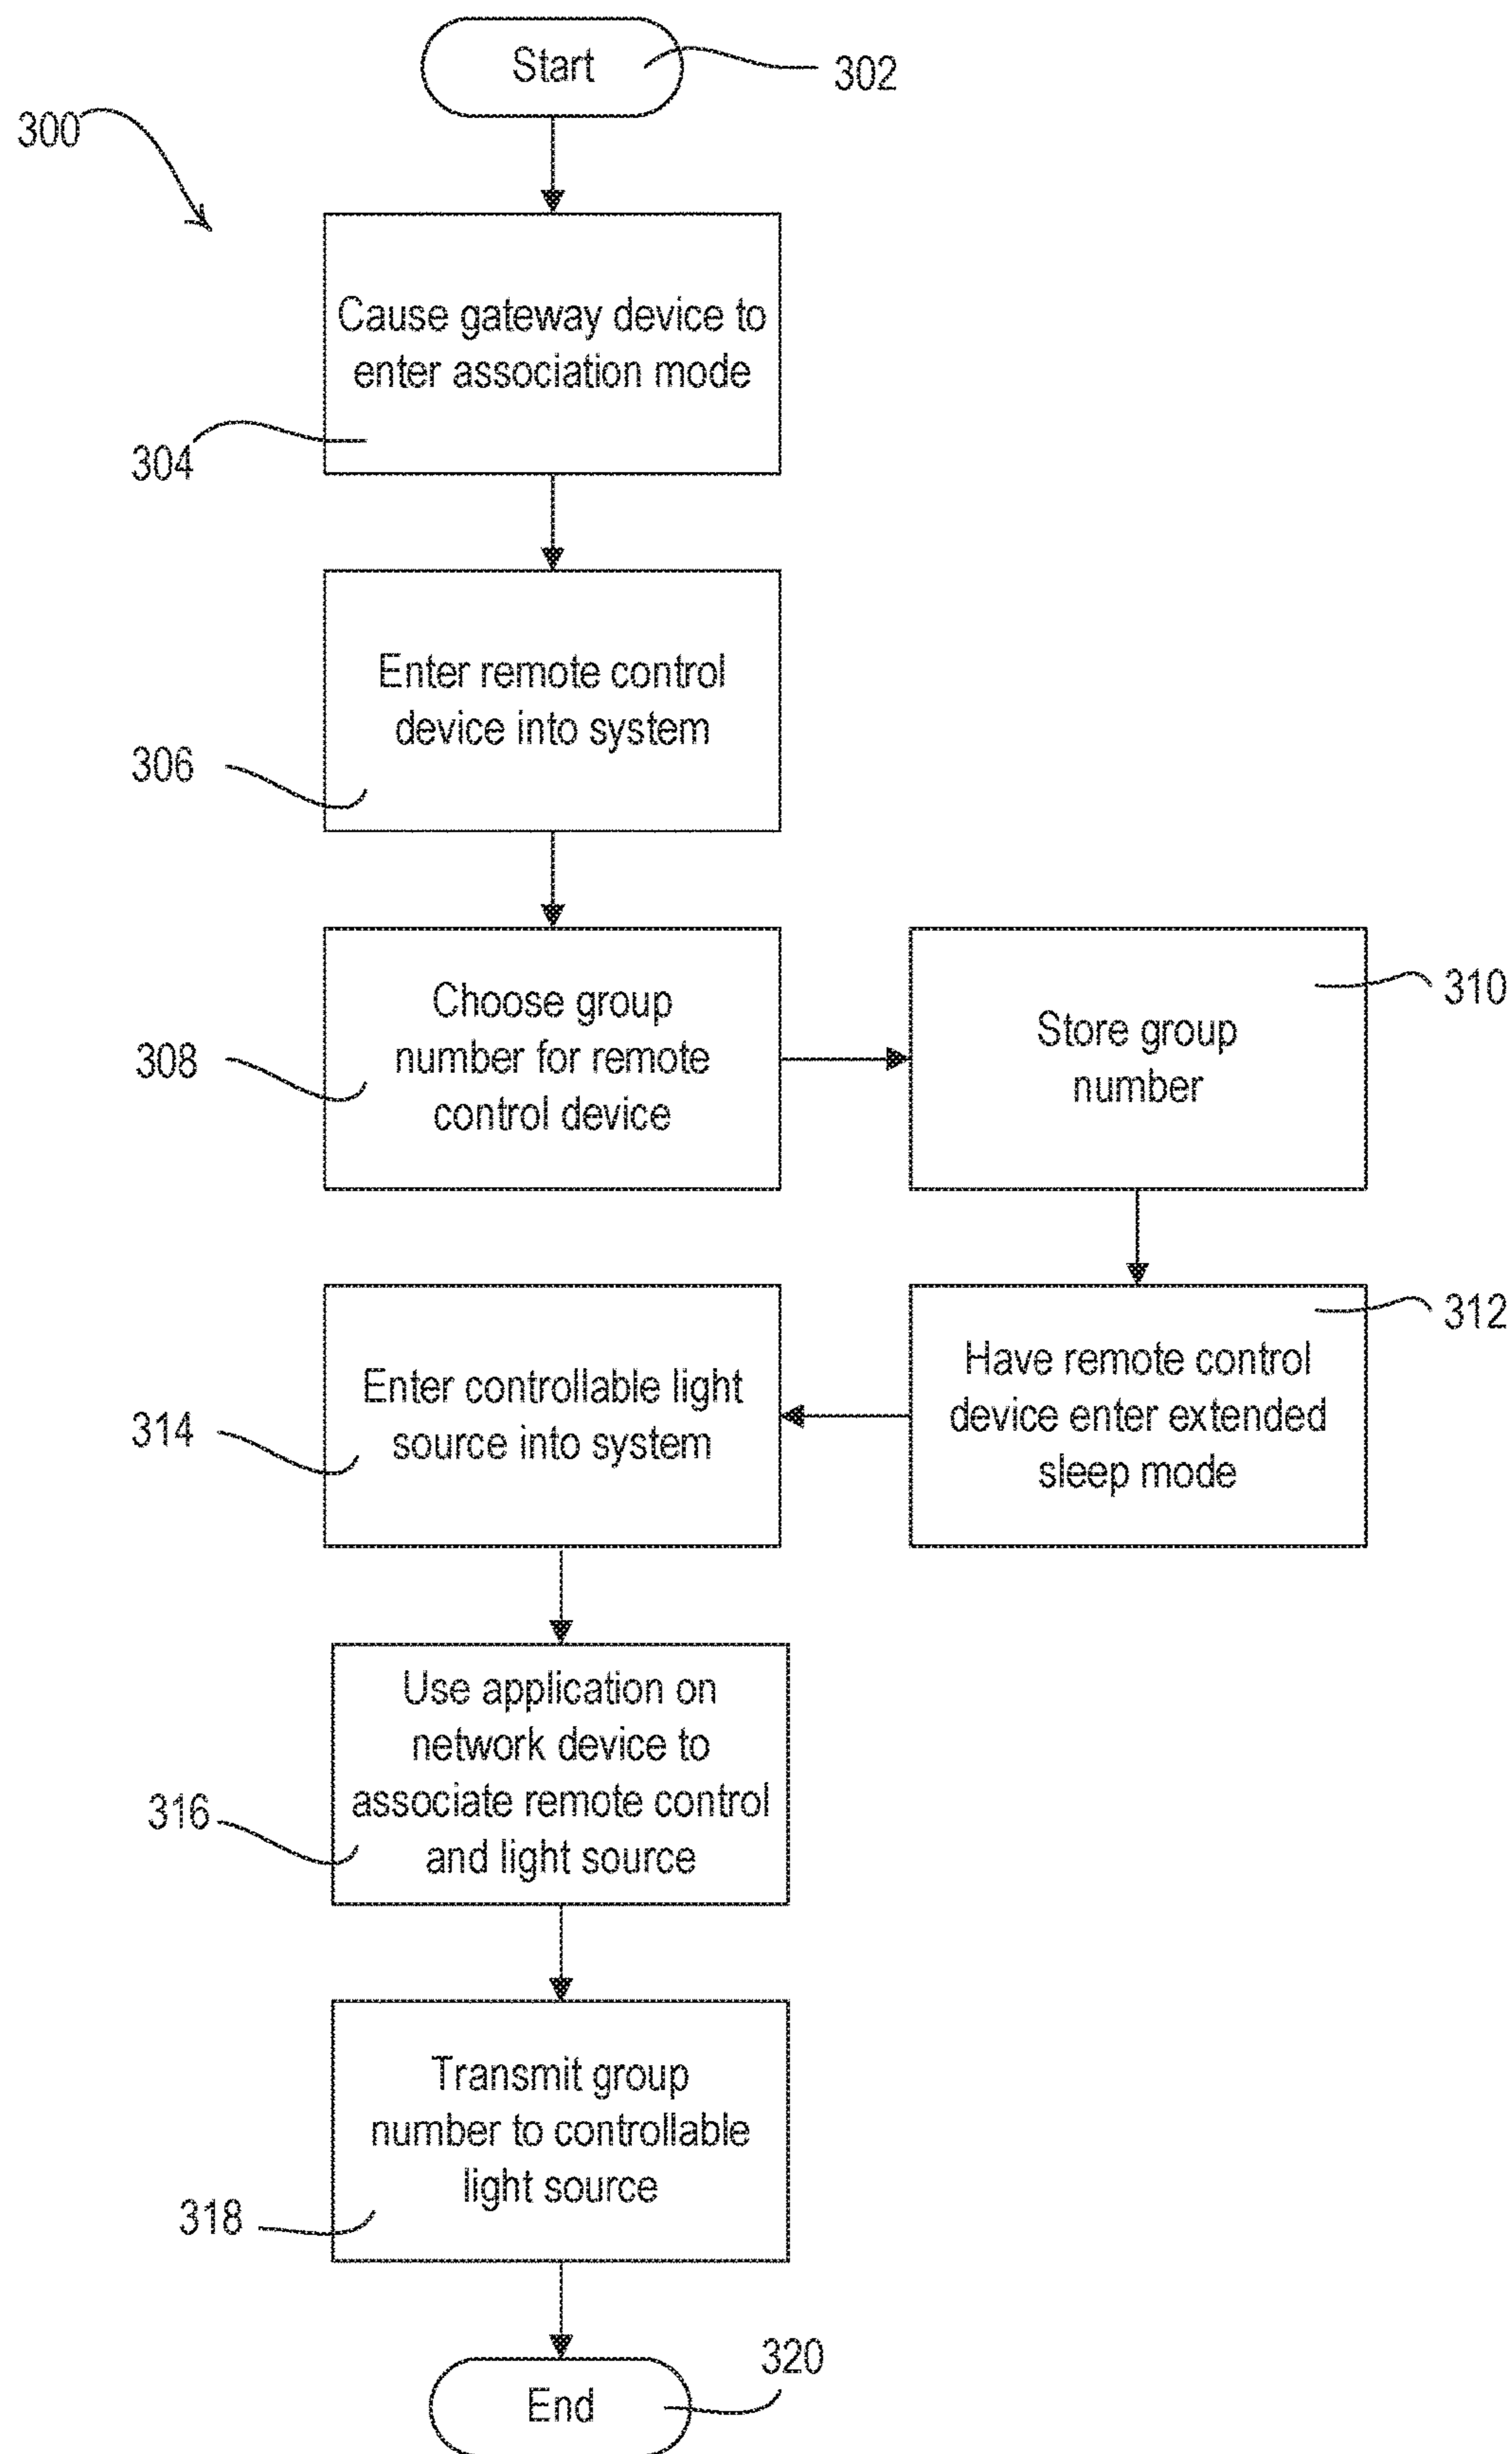 Start
302
300
Cause gateway device to
enter association mode
304
Enter remote control
device into system
306
Choose group
number for remote
control device
308
Store group
number
310
Have remote control
device enter extended
sleep mode
312
Enter controllable light
source into system
314
Use application on
network device to
associate remote control
and light source
316
Transmit group
number to controllable
light source
318
End
320